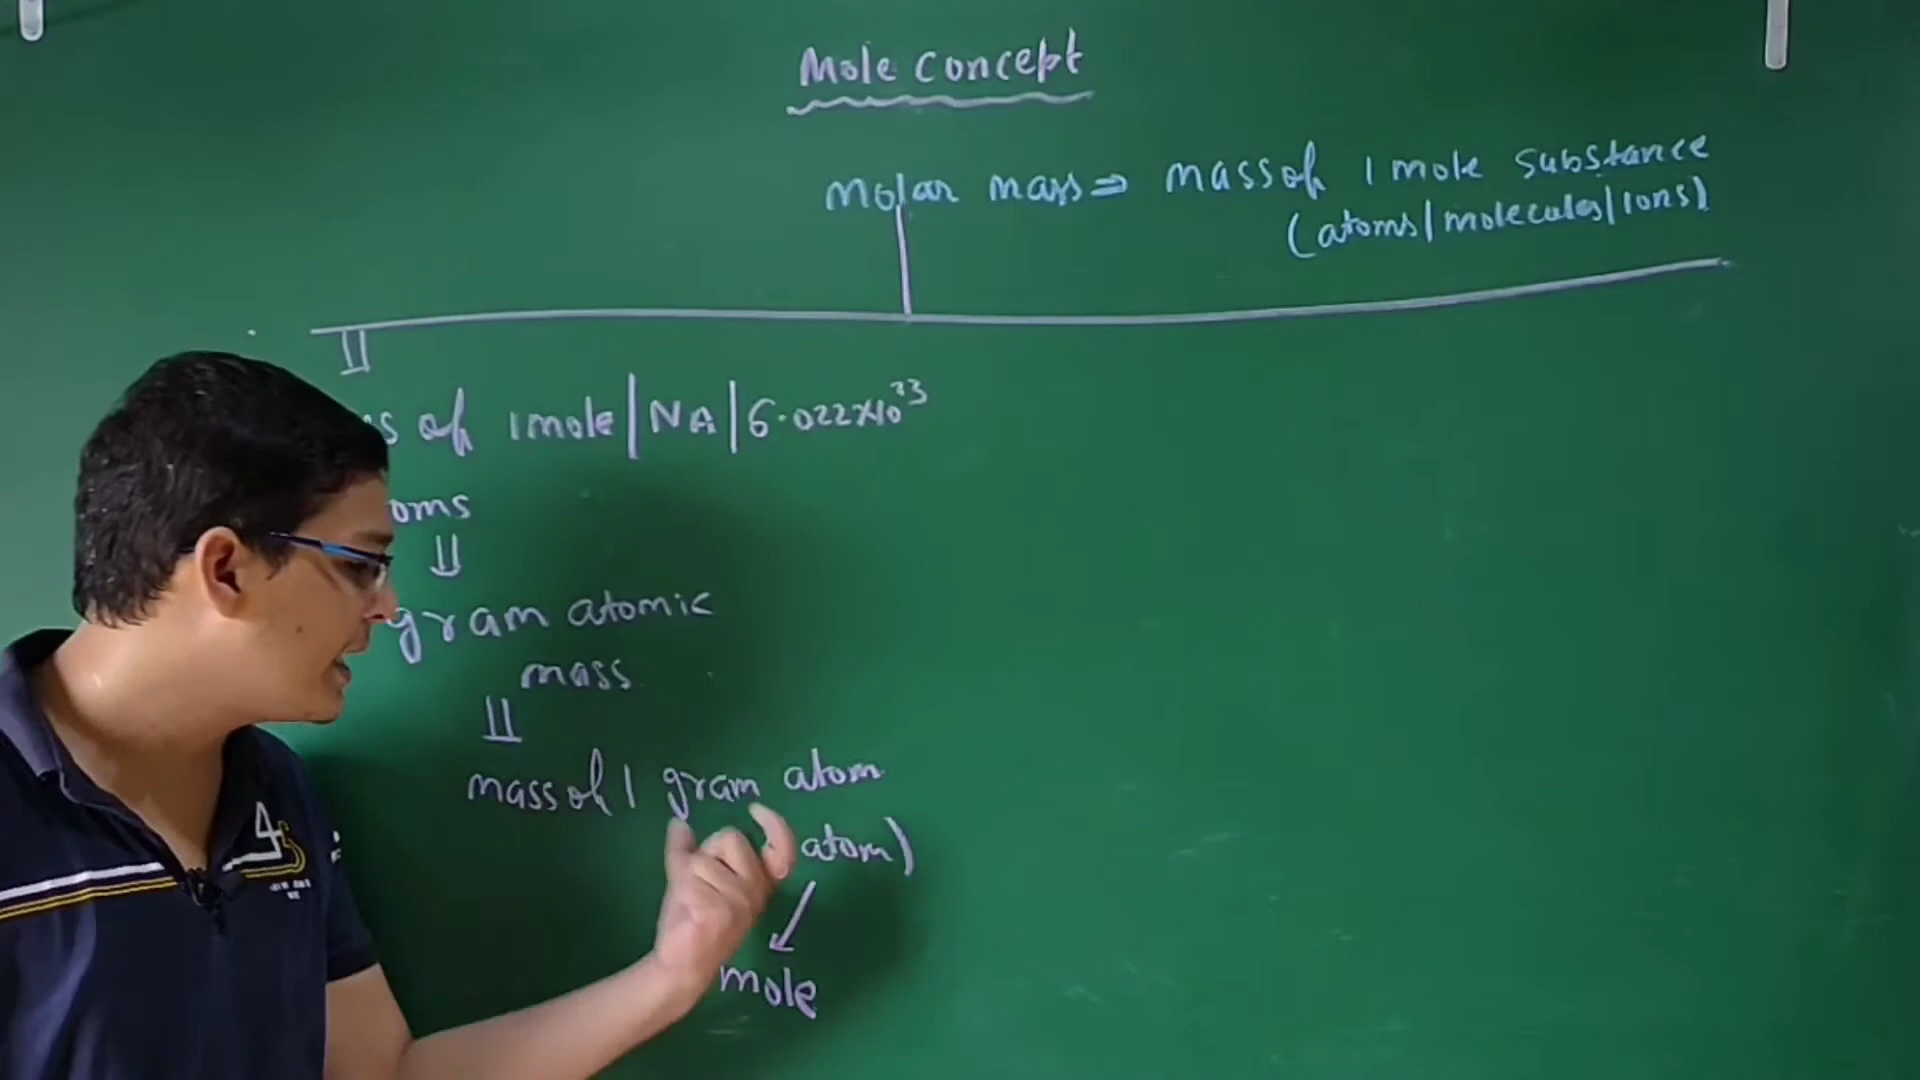 Mole concept
molar mass ⇒ mass of 1 mole substance
(atoms/molecules/ions)
of 1 mole | NA | 6.022×10²³
oms
gram atomic
mass
mass of 1 gram atom
atom)
mole